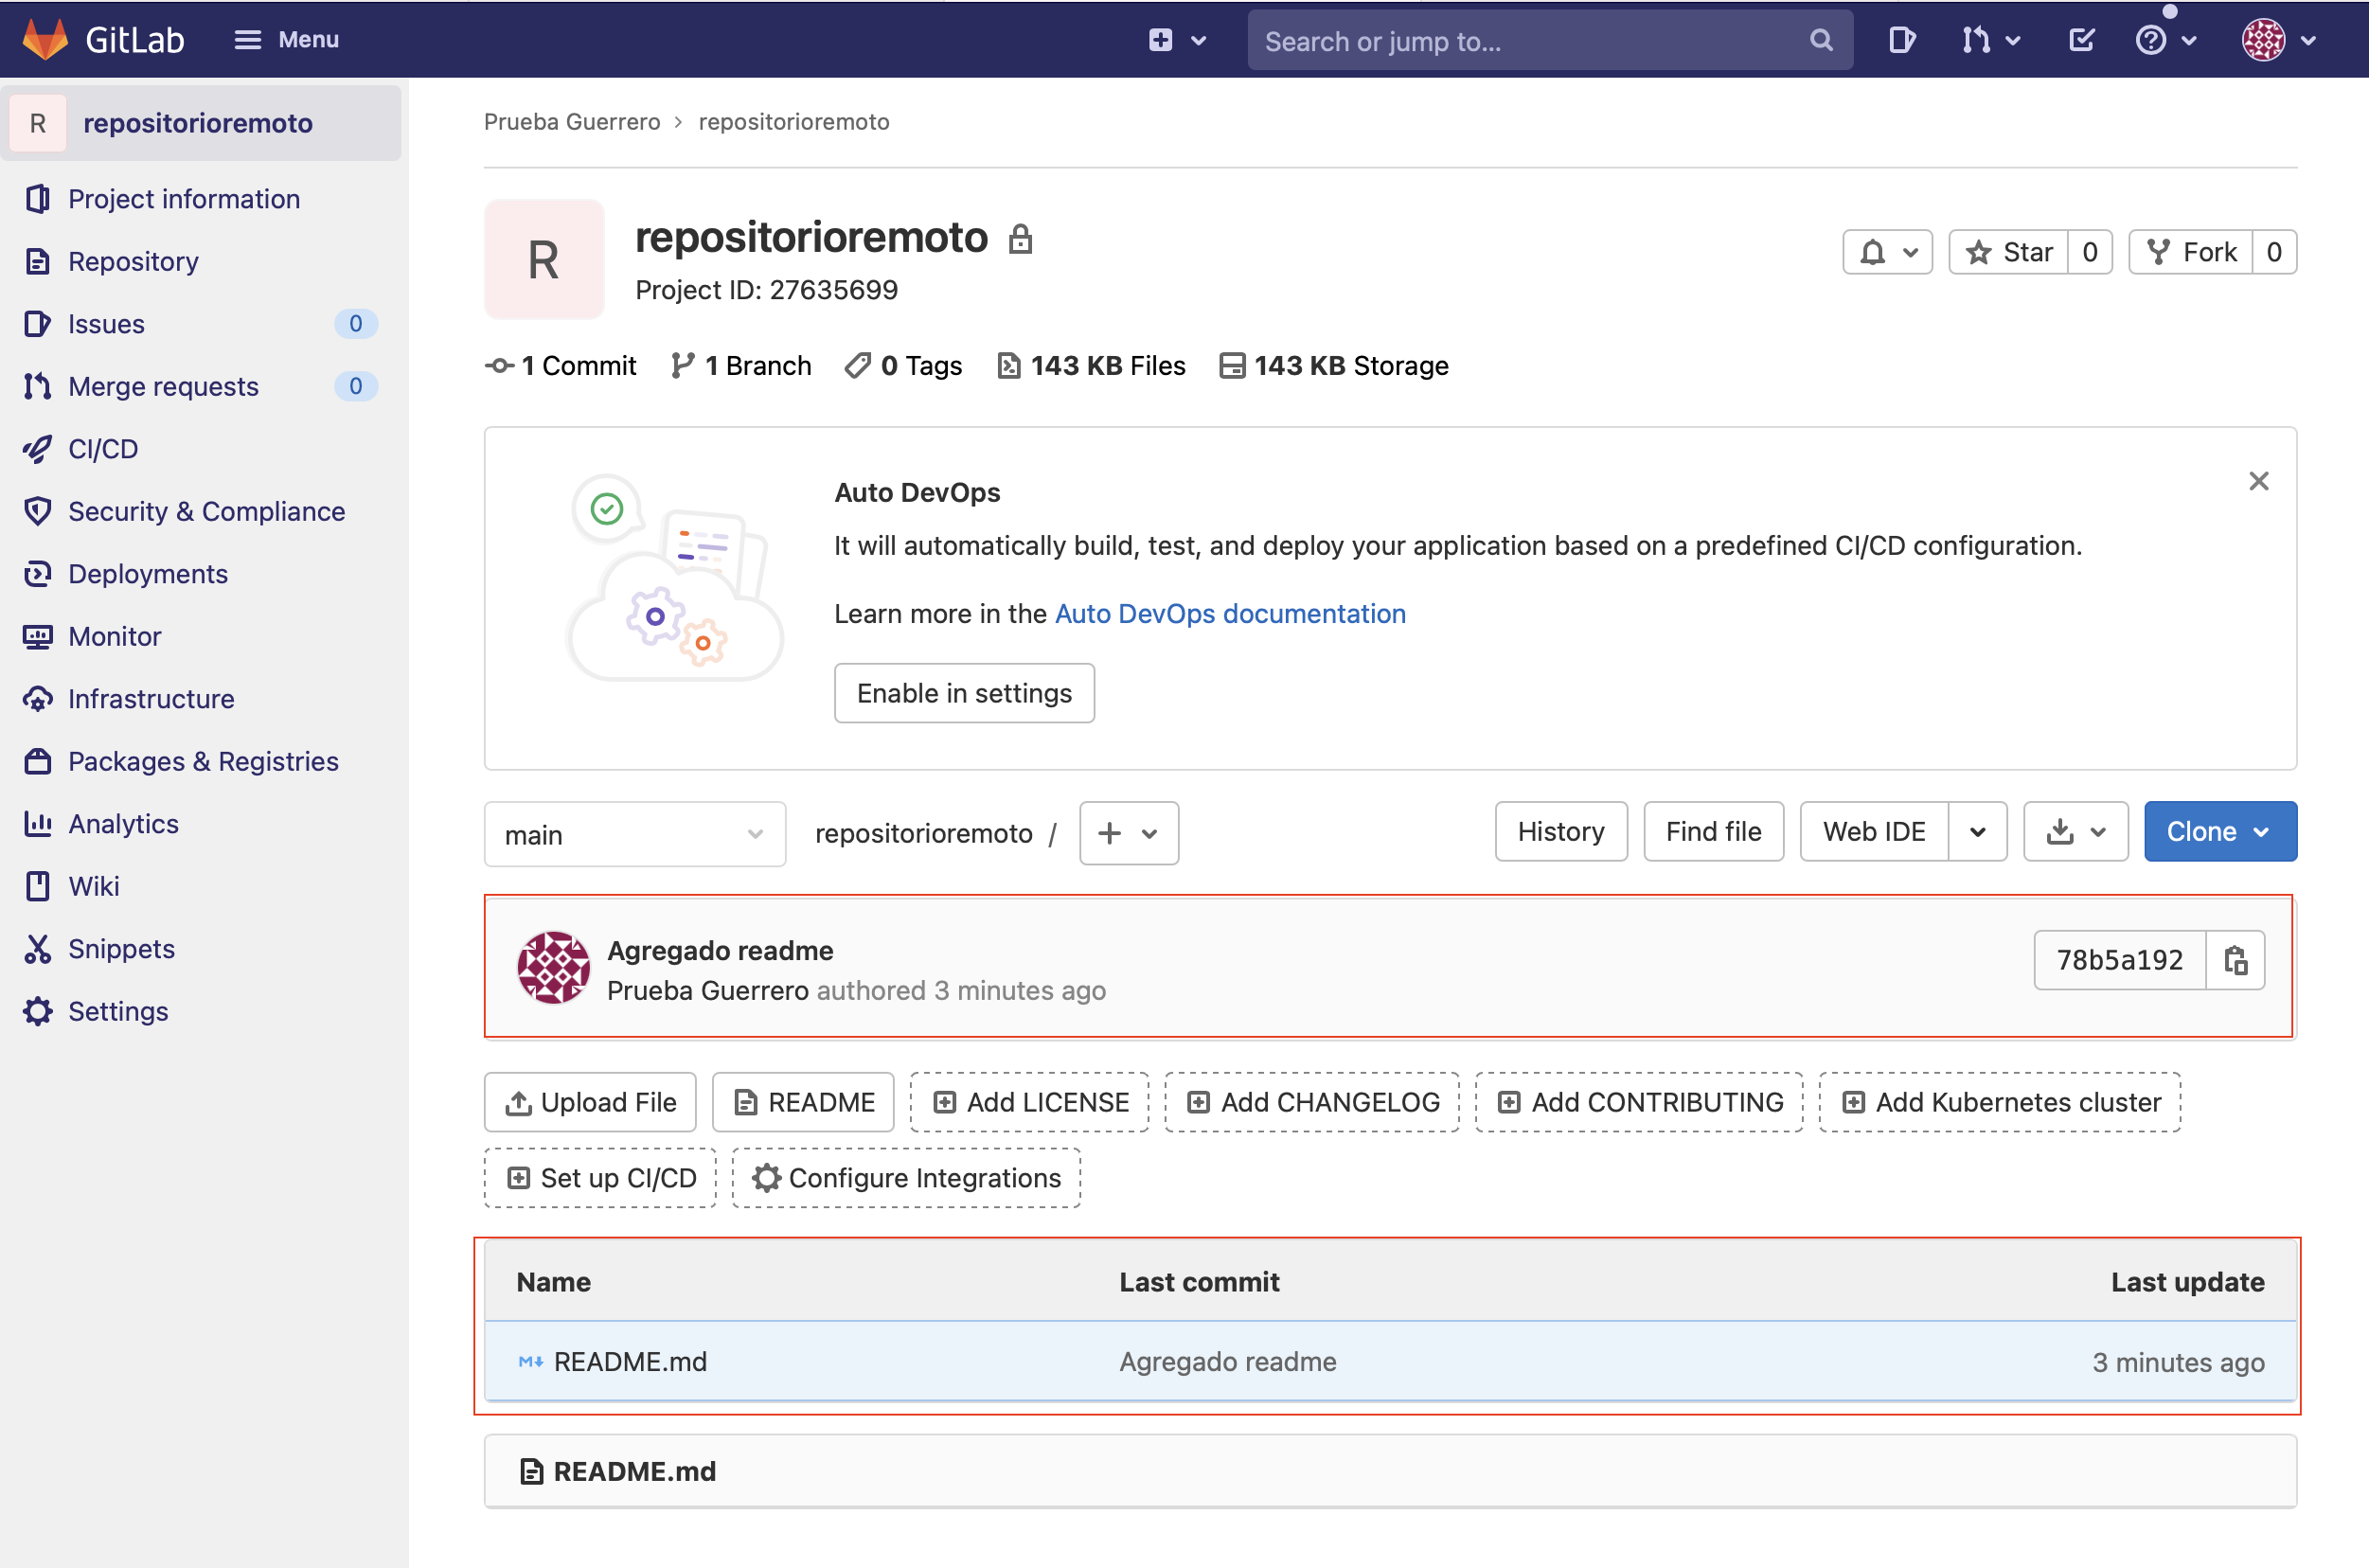 GitLab Menu Search or jump to...
R repositorioremoto
Project information
Repository
Issues 0
Merge requests 0
CI/CD
Security & Compliance
Deployments
Monitor
Infrastructure
Packages & Registries
Analytics
Wiki
Snippets
Settings
Prueba Guerrero › repositorioremoto
R
repositorioremoto
Project ID: 27635699
Star 0 Fork 0
1 Commit 1 Branch 0 Tags 143 KB Files 143 KB Storage
Auto DevOps
It will automatically build, test, and deploy your application based on a predefined CI/CD configuration.
Learn more in the Auto DevOps documentation
Enable in settings
main repositorioremoto / + History Find file Web IDE Clone
Agregado readme
Prueba Guerrero authored 3 minutes ago
78b5a192
Upload File README Add LICENSE Add CHANGELOG Add CONTRIBUTING Add Kubernetes cluster
Set up CI/CD Configure Integrations
Name Last commit Last update
README.md Agregado readme 3 minutes ago
README.md